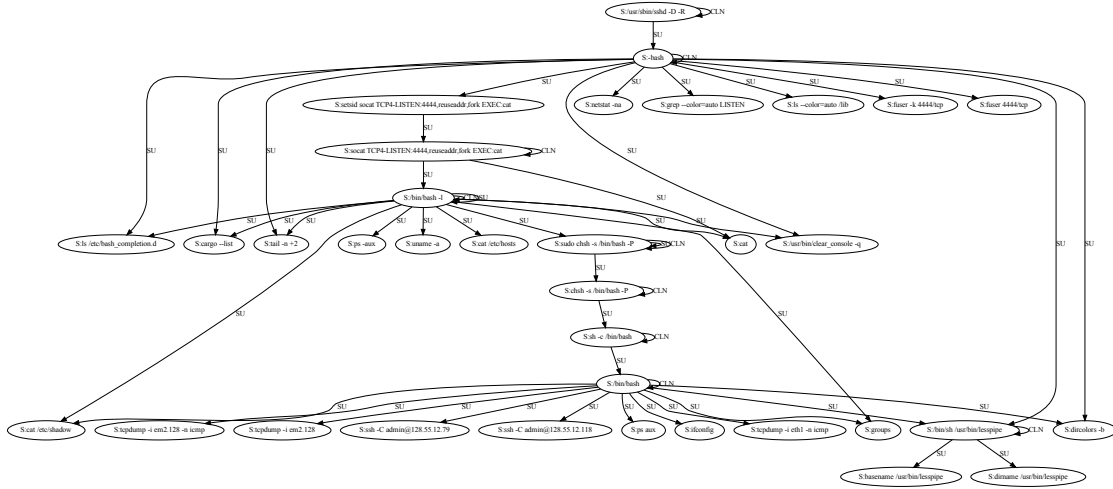 S:/usr/sbin/sshd -D -R
CLN
SU
S:-bash
CLN
SU
SU
SU
SU
SU
SU
SU
SU
SU
SU
S:setsid socat TCP4-LISTEN:4444,reuseaddr,fork EXEC:cat
S:netstat -na
S:grep --color=auto LISTEN
S:ls --color=auto /lib
S:fuser -k 4444/tcp
S:fuser 4444/tcp
SU
SU
SU
SU
S:socat TCP4-LISTEN:4444,reuseaddr,fork EXEC:cat
CLN
SU
SU
S:/bin/bash -l
SU
SU
SU
SU
SU
SU
SU
SU
SU
SU
S:ls /etc/bash_completion.d
S:cargo --list
S:tail -n +2
S:ps -aux
S:uname -a
S:cat /etc/hosts
S:sudo chsh -s /bin/bash -P
CLN
S:cat
S:/usr/bin/clear_console -q
SU
S:chsh -s /bin/bash -P
CLN
SU
SU
SU
S:sh -c /bin/bash
CLN
SU
S:/bin/bash
CLN
SU
SU
SU
SU
SU
SU
SU
SU
SU
SU
SU
S:cat /etc/shadow
S:tcpdump -i em2.128 -n icmp
S:tcpdump -i em2.128
S:ssh -C admin@128.55.12.79
S:ssh -C admin@128.55.12.118
S:ps aux
S:ifconfig
S:tcpdump -i eth1 -n icmp
S:groups
S:/bin/sh /usr/bin/lesspipe
CLN
S:dircolors -b
SU
SU
S:basename /usr/bin/lesspipe
S:dirname /usr/bin/lesspipe